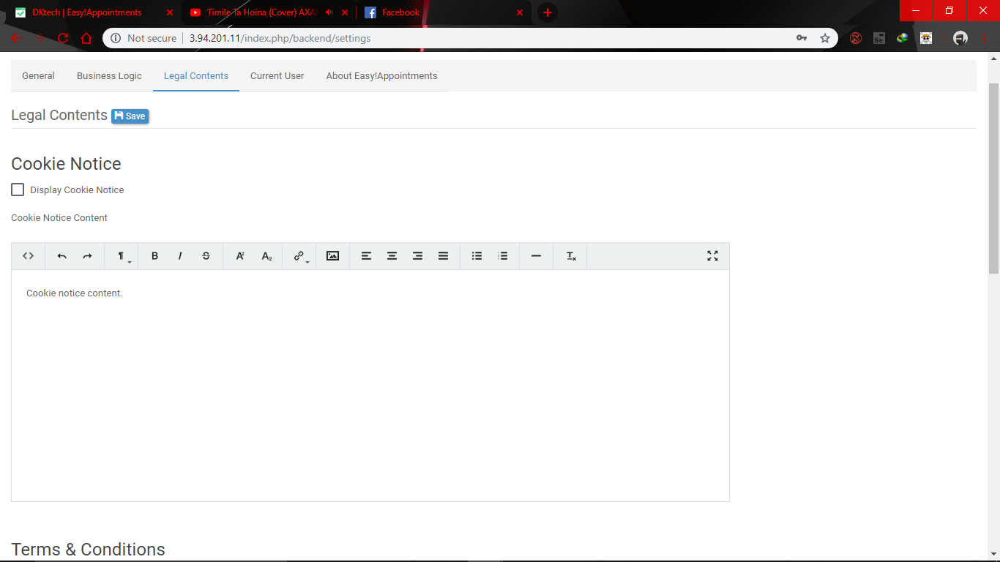 DKtech | Easy!Appointments
Timile Ta Hoina (Cover) AXA
Facebook
Not secure
3.94.201.11/index.php/backend/settings
Se
General
Business Logic
Legal Contents
Current User
About Easy!Appointments
Legal Contents
Save
Cookie Notice
Display Cookie Notice
Cookie Notice Content
Cookie notice content.
Terms & Conditions